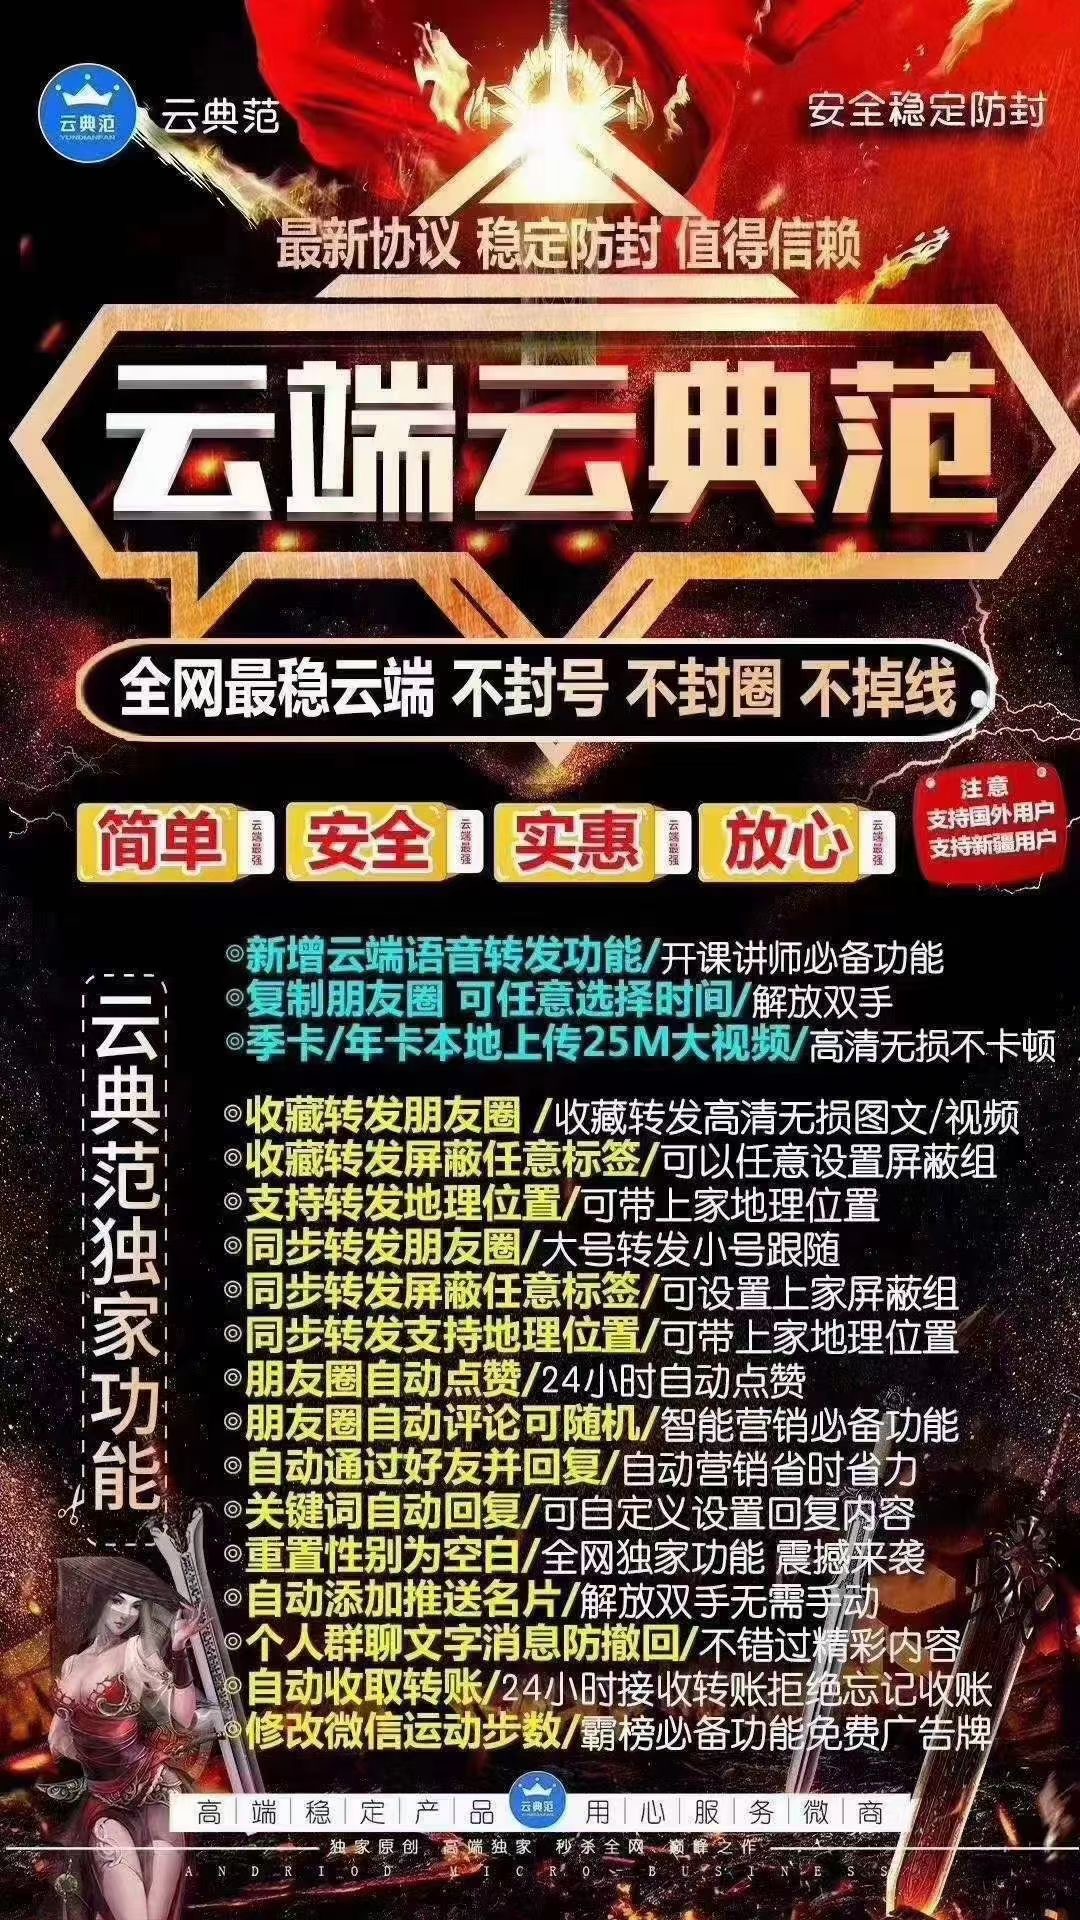 云典范
YUNDIANFAN
云典范
安全稳定防封
最新协议 稳定防封 值得信赖
云端云典范
全网最稳云端 不封号 不封圈 不掉线
简单
云端最强
安全
云端最强
实惠
云端最强
放心
云端最强
注意
支持国外用户
支持新疆用户
云典范独家功能
◎新增云端语音转发功能/开课讲师必备功能
◎复制朋友圈 可任意选择时间/解放双手
◎季卡/年卡本地上传25M大视频/高清无损不卡顿
◎收藏转发朋友圈 /收藏转发高清无损图文/视频
◎收藏转发屏蔽任意标签/可以任意设置屏蔽组
◎支持转发地理位置/可带上家地理位置
◎同步转发朋友圈/大号转发小号跟随
◎同步转发屏蔽任意标签/可设置上家屏蔽组
◎同步转发支持地理位置/可带上家地理位置
◎朋友圈自动点赞/24小时自动点赞
◎朋友圈自动评论可随机/智能营销必备功能
◎自动通过好友并回复/自动营销省时省力
◎关键词自动回复/可自定义设置回复内容
◎重置性别为空白/全网独家功能 震撼来袭
◎自动添加推送名片/解放双手无需手动
◎个人群聊文字消息防撤回/不错过精彩内容
◎自动收取转账/24小时接收转账拒绝忘记收账
◎修改微信运动步数/霸榜必备功能免费广告牌
高端稳定产品 云典范 用心服务微商
独家原创 高端独家 秒杀全网 巅峰之作
ANDRIOD MICRO-BUSINESS